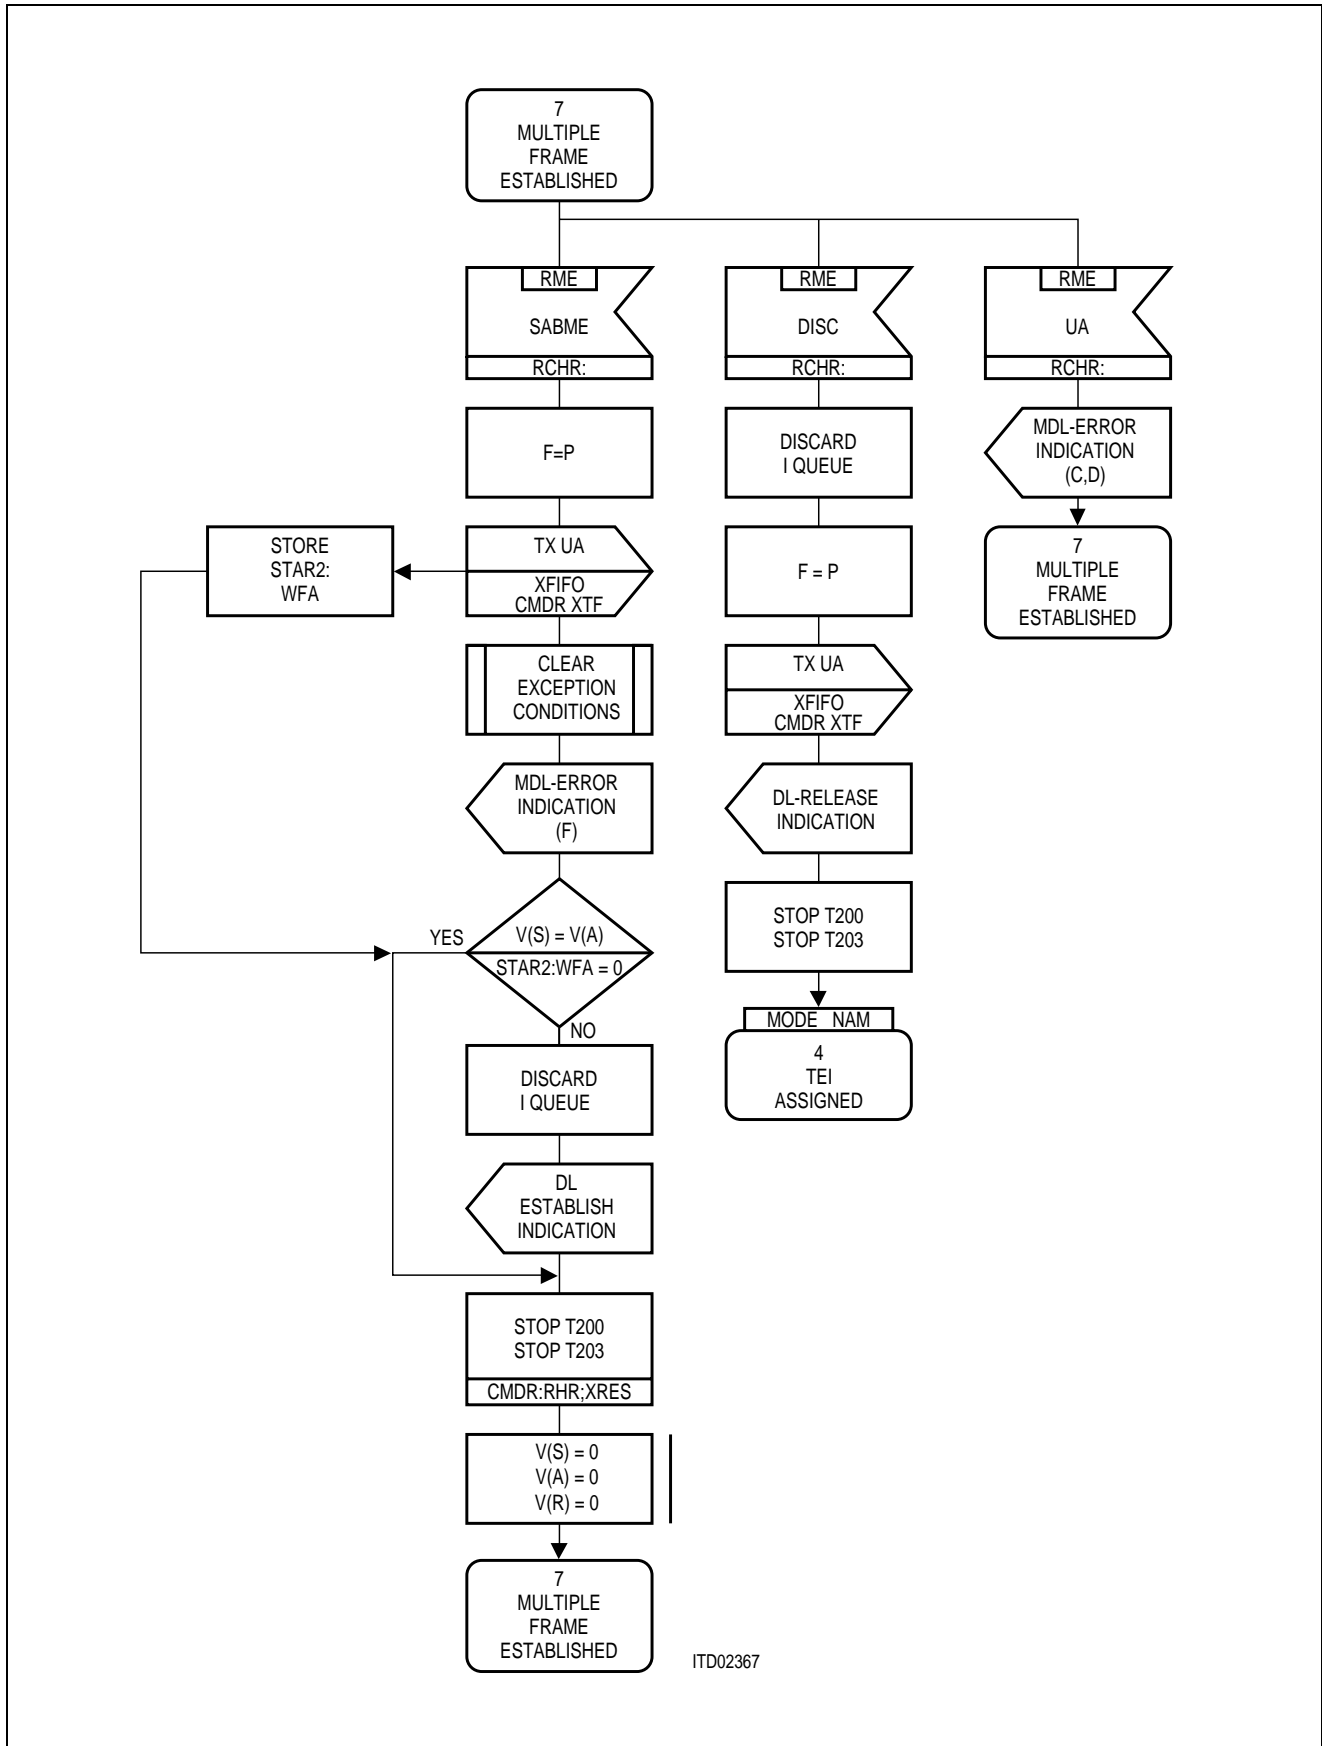 7
MULTIPLE
FRAME
ESTABLISHED
RME
SABME
RCHR:
RME
DISC
RCHR:
RME
UA
RCHR:
F=P
DISCARD
I QUEUE
MDL-ERROR
INDICATION
(C,D)
STORE
STAR2:
WFA
TX UA
XFIFO
CMDR XTF
F = P
7
MULTIPLE
FRAME
ESTABLISHED
CLEAR
EXCEPTION
CONDITIONS
TX UA
XFIFO
CMDR XTF
MDL-ERROR
INDICATION
(F)
DL-RELEASE
INDICATION
YES
V(S) = V(A)
STAR2:WFA = 0
NO
STOP T200
STOP T203
MODE NAM
4
TEI
ASSIGNED
DISCARD
I QUEUE
DL
ESTABLISH
INDICATION
STOP T200
STOP T203
CMDR:RHR;XRES
V(S) = 0
V(A) = 0
V(R) = 0
7
MULTIPLE
FRAME
ESTABLISHED
ITD02367